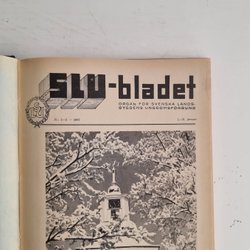 SLU-bladet
ORGAN FÖR SVENSKA LANDS-
BYGDENS UNGDOMSFÖRBUND